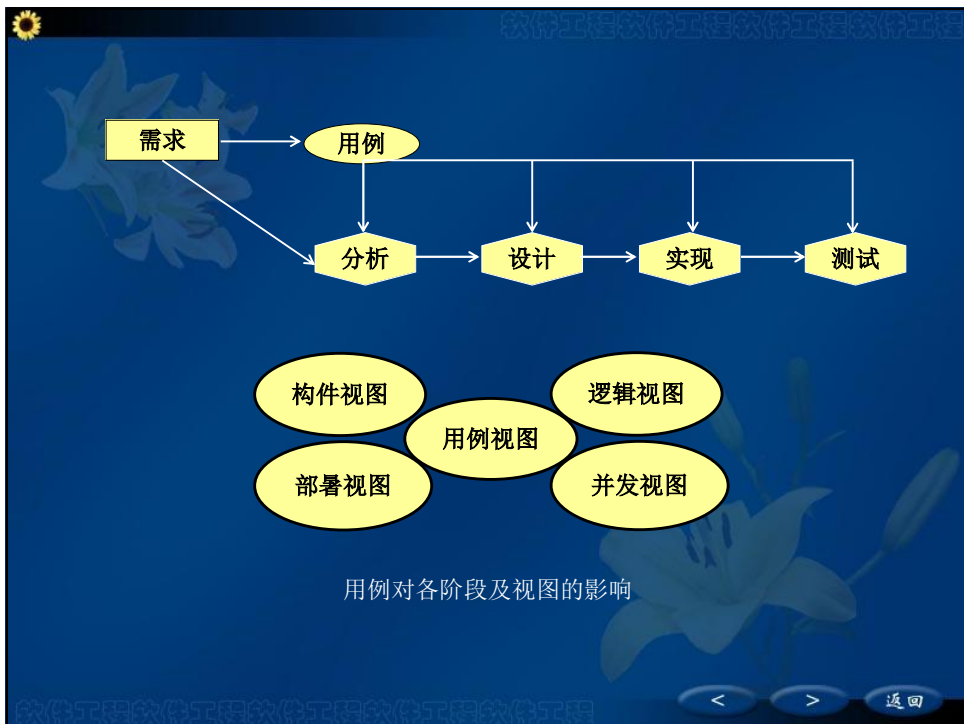 软件工程软件工程软件工程软件工程
需求
用例
分析
设计
实现
测试
构件视图
逻辑视图
用例视图
部暑视图
并发视图
用例对各阶段及视图的影响
软件工程软件工程软件工程软件工程软件工程
< > 返回